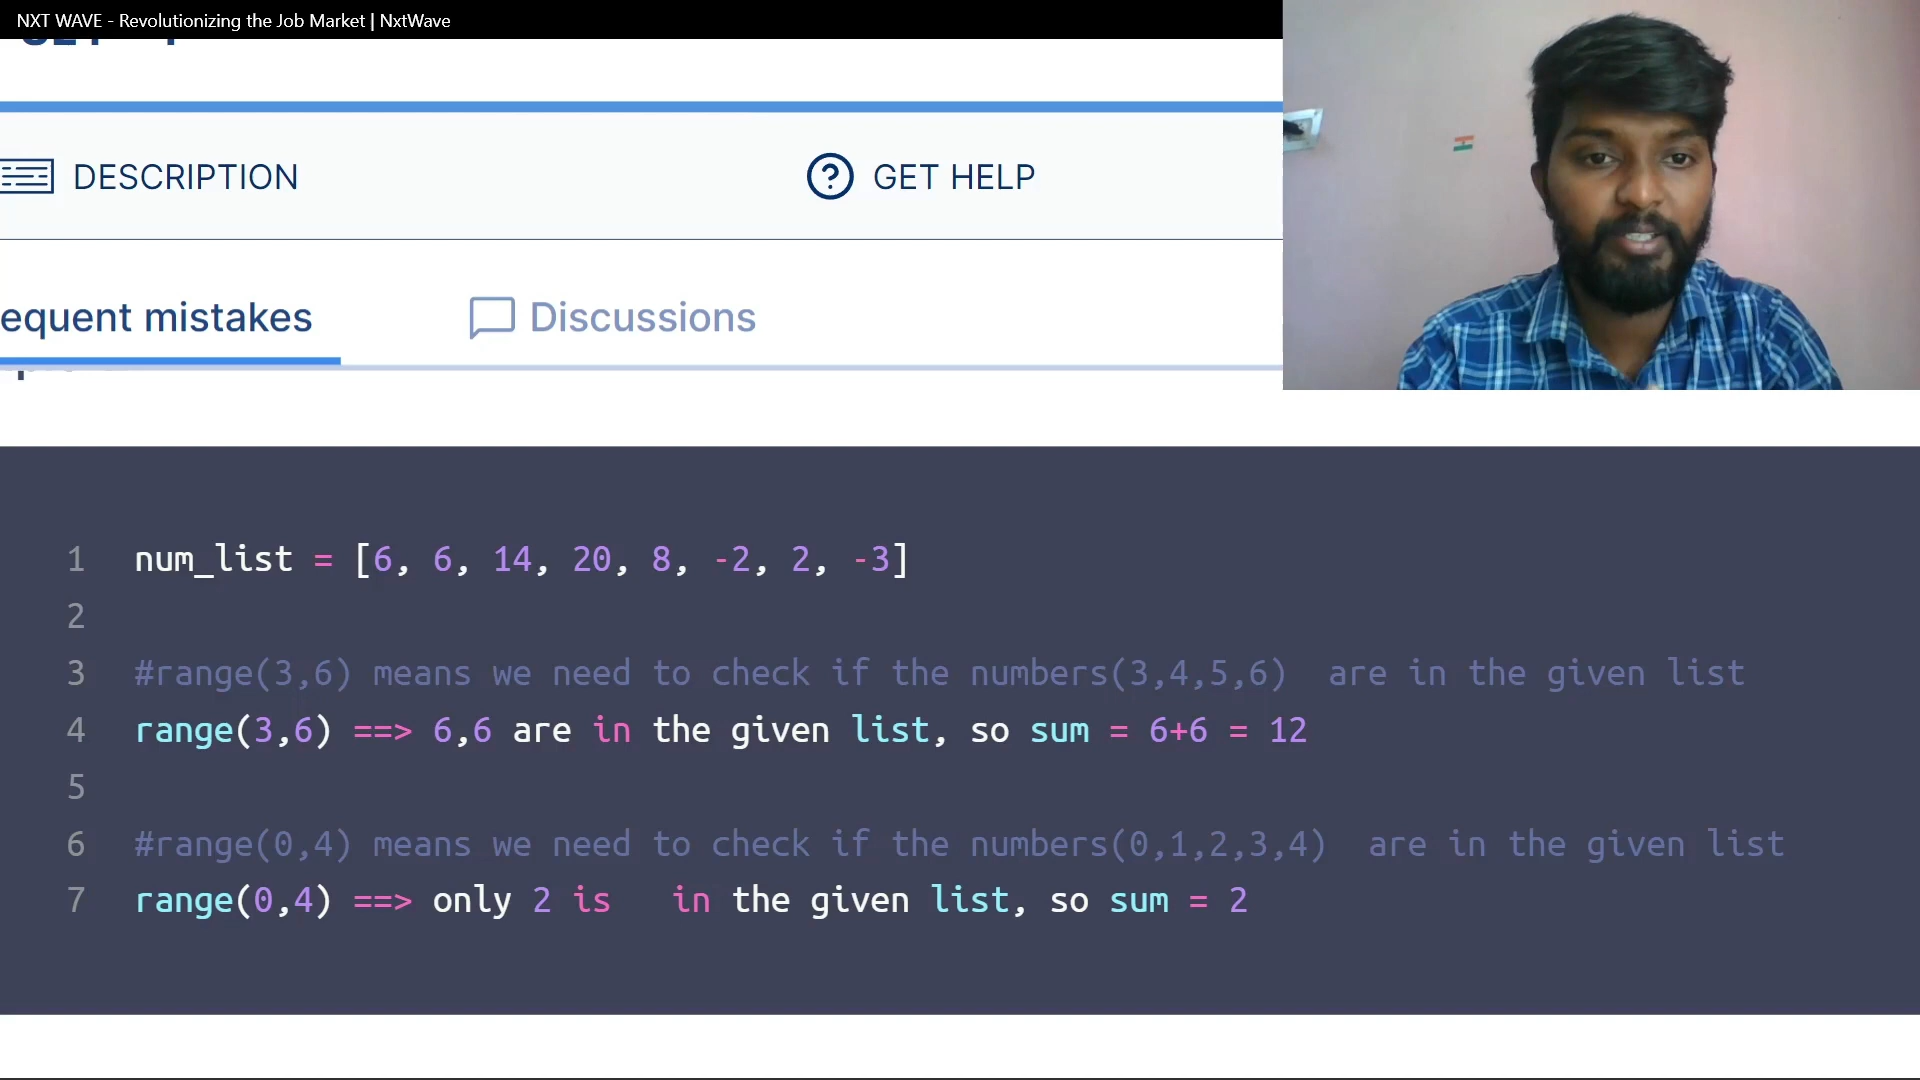 NXT WAVE - Revolutionizing the Job Market | NxtWave
DESCRIPTION
GET HELP
equent mistakes
Discussions
1 num_list = [6, 6, 14, 20, 8, -2, 2, -3]
2
3 #range(3,6) means we need to check if the numbers(3,4,5,6)  are in the given list
4 range(3,6) ==> 6,6 are in the given list, so sum = 6+6 = 12
5
6 #range(0,4) means we need to check if the numbers(0,1,2,3,4)  are in the given list
7 range(0,4) ==> only 2 is   in the given list, so sum = 2